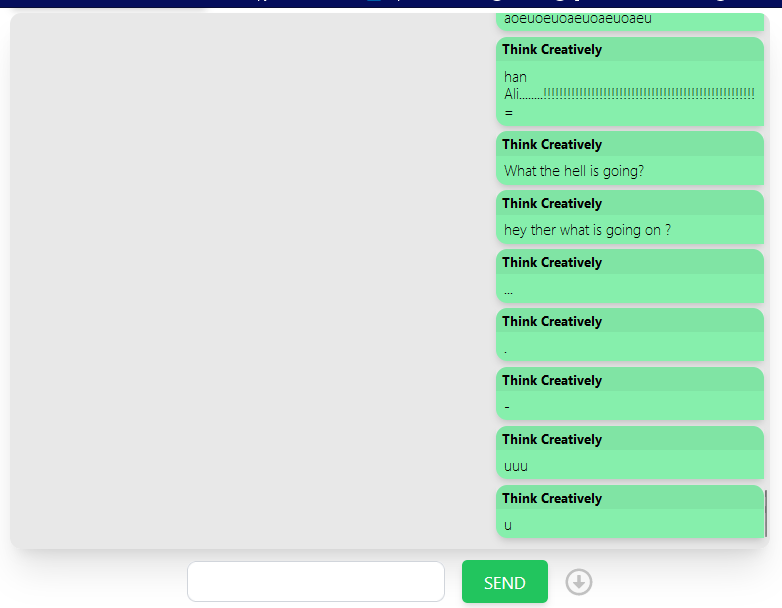 aoeuoeuoaeuoaeuoaeu
Think Creatively
han
Ali........!!!!!!!!!!!!!!!!!!!!!!!!!!!!!!!!!!!!!!!!!!!!!!!!!!!!!
=
Think Creatively
What the hell is going?
Think Creatively
hey ther what is going on ?
Think Creatively
...
Think Creatively
.
Think Creatively
-
Think Creatively
uuu
Think Creatively
u
SEND